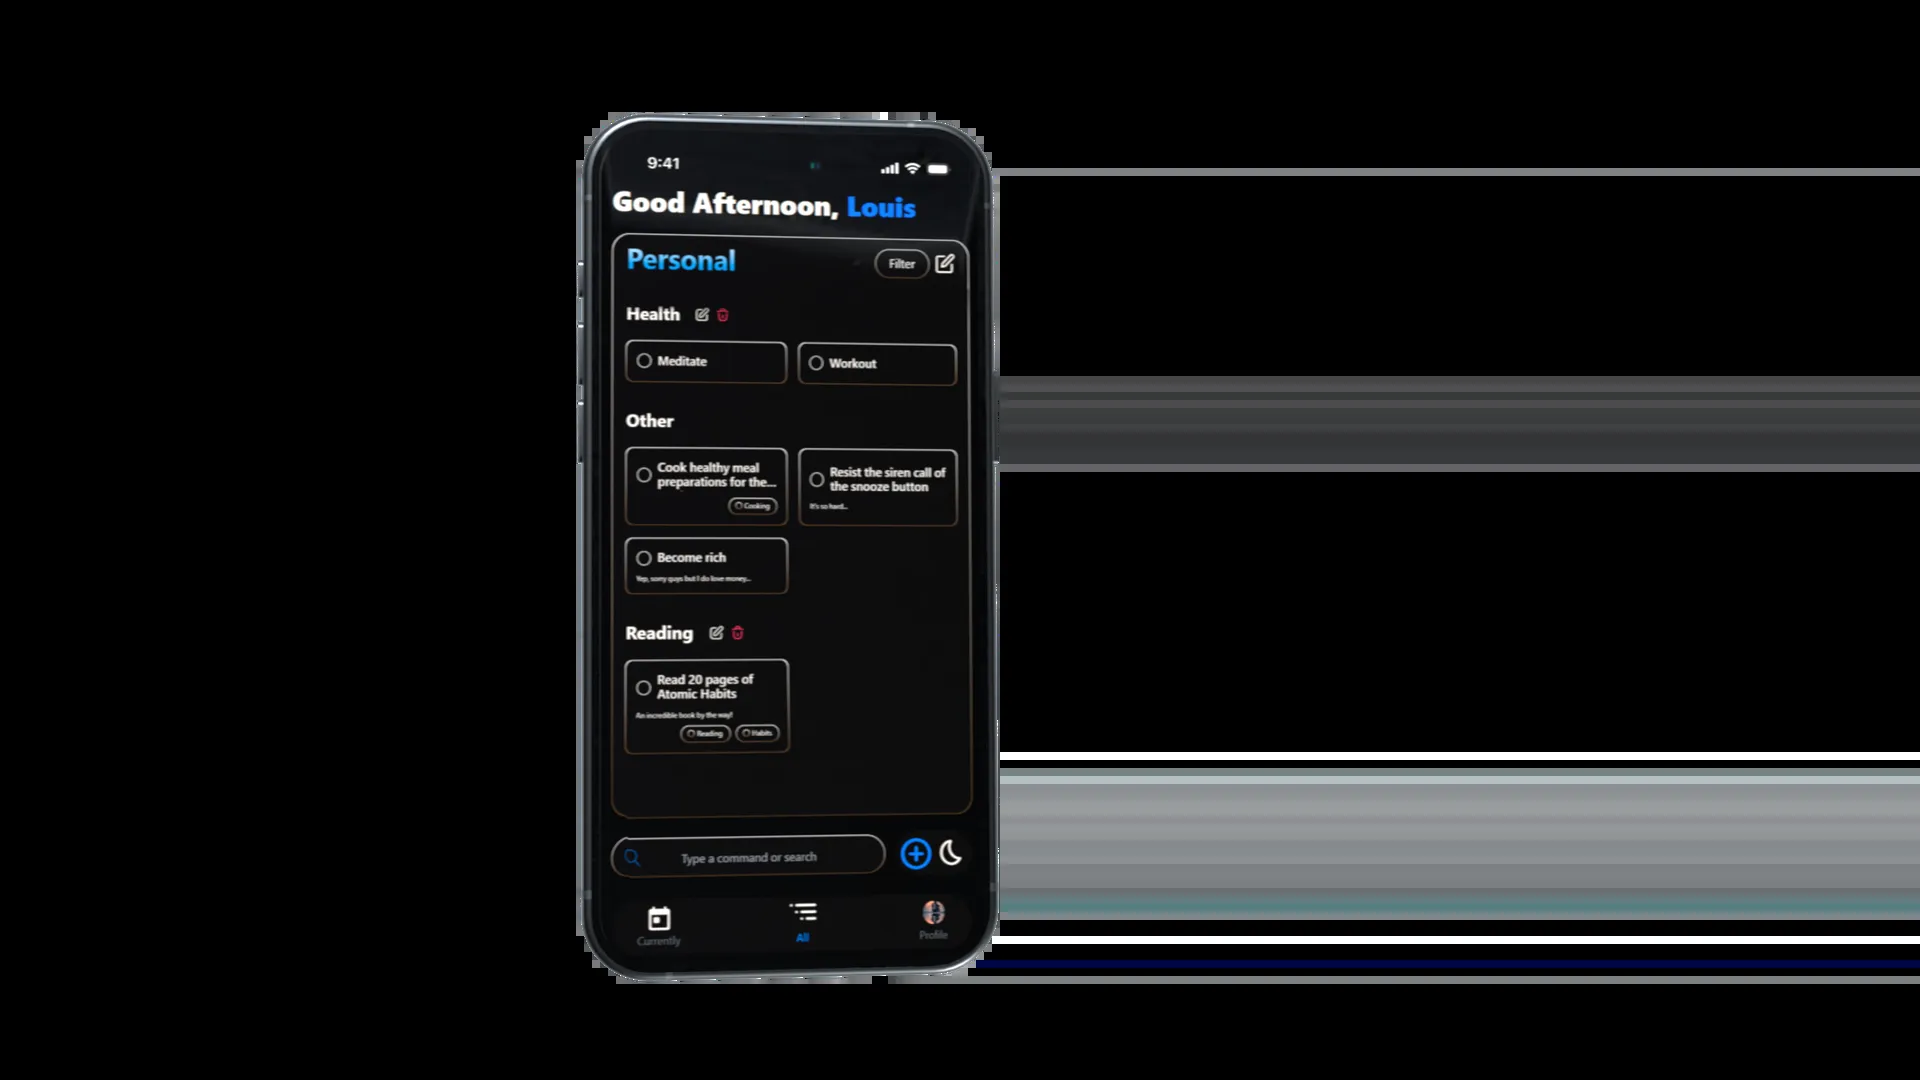 9:41
Good Afternoon, Louis
Personal
Filter
Health
Meditate
Workout
Other
Cook healthy meal
preparations for the...
Cooking
Resist the siren call of
the snooze button
It's so hard...
Become rich
Yep, sorry guys but I do love money...
Reading
Read 20 pages of
Atomic Habits
An incredible book by the way!
Reading
Habits
Type a command or search
Currently
All
Profile